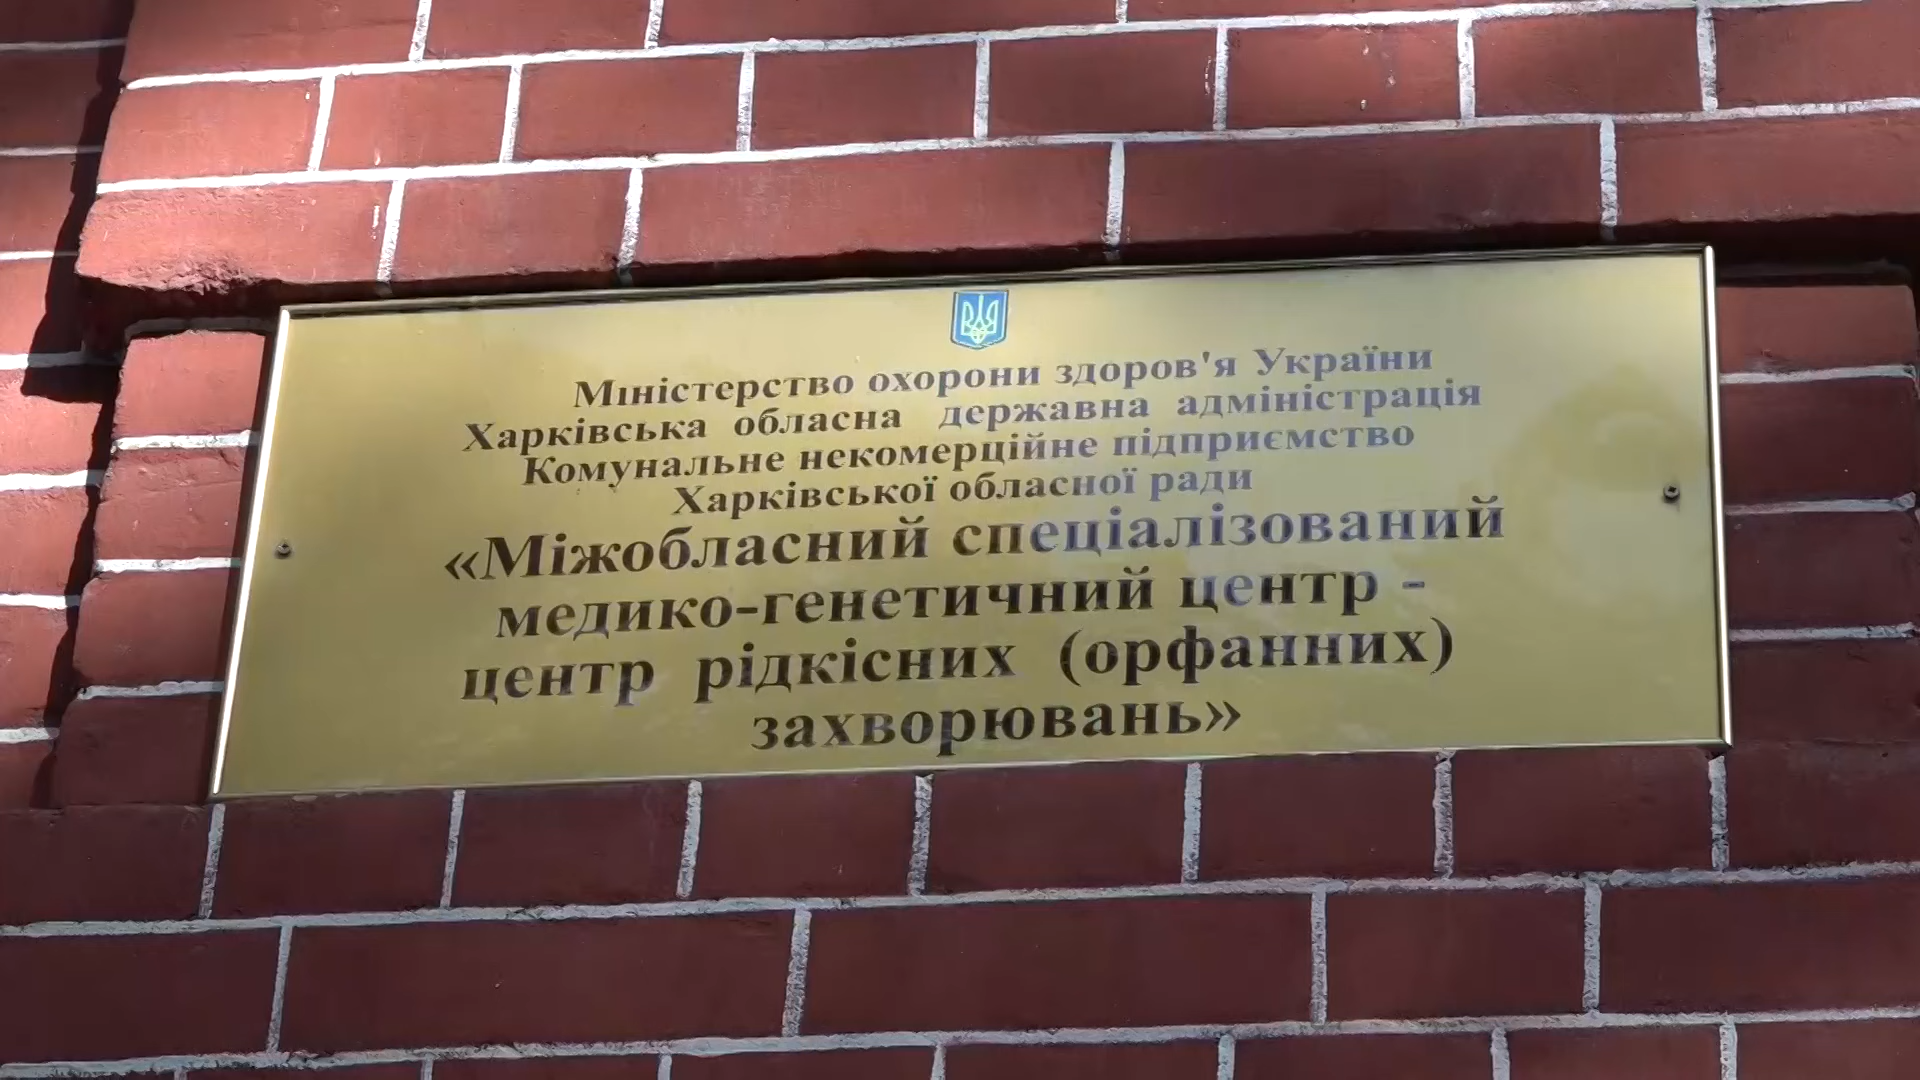 Міністерство охорони здоров'я України
Харківська обласна державна адміністрація
Комунальне некомерційне підприємство
Харківської обласної ради
«Міжобласний спеціалізований
медико-генетичний центр -
центр рідкісних (орфанних)
захворювань»